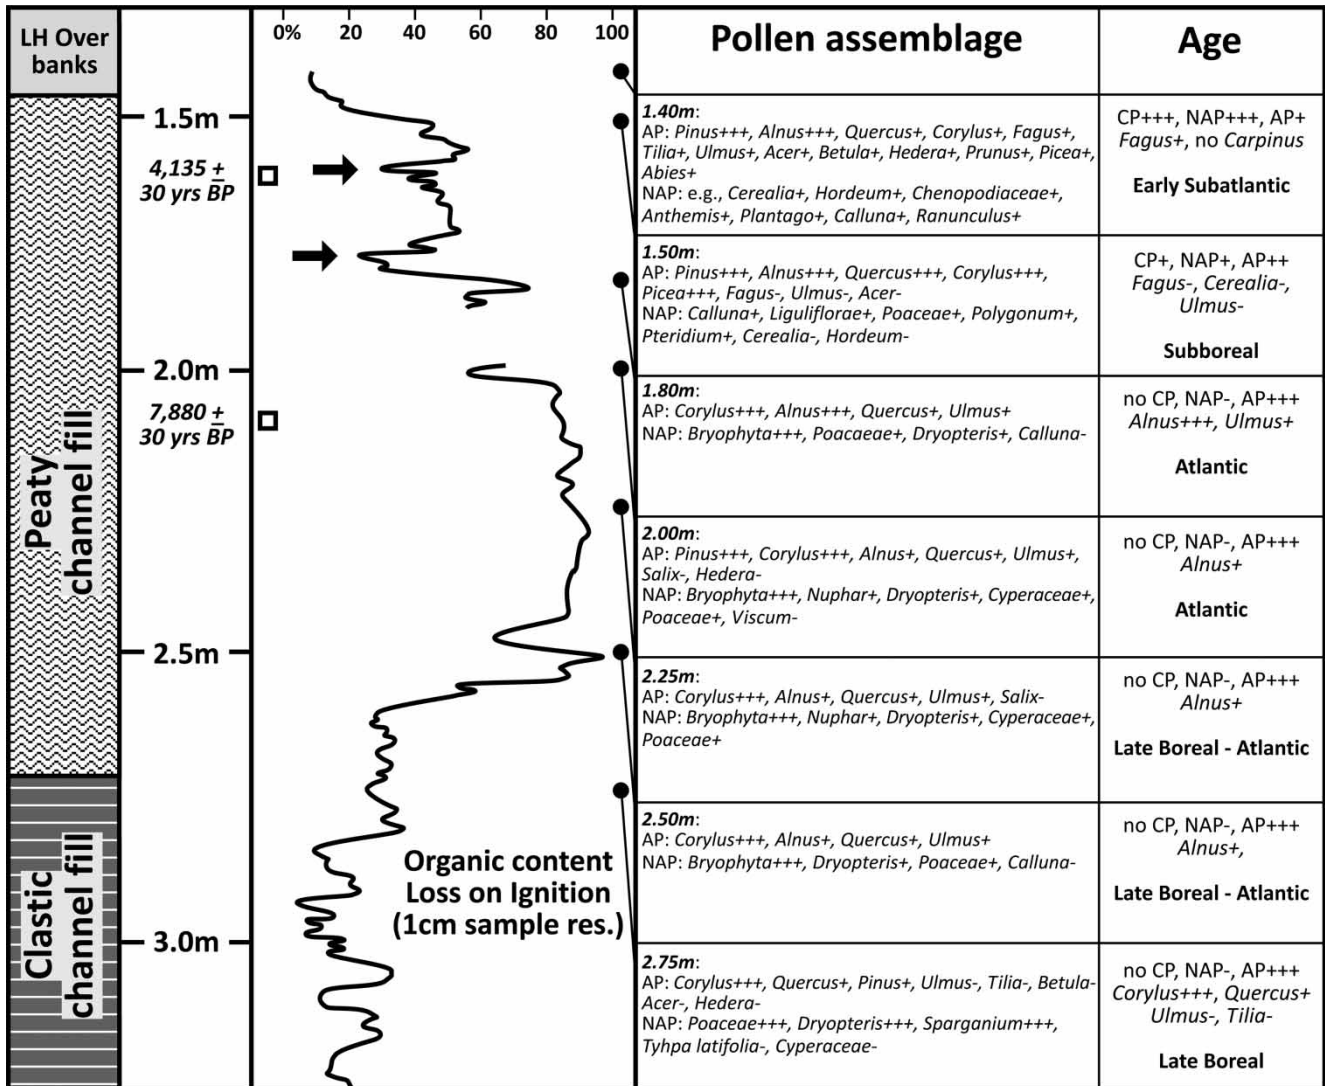 LH Over
banks
Peaty
channel fill
Clastic
channel fill
1.5m
4,135 ±
30 yrs BP
2.0m
7,880 ±
30 yrs BP
2.5m
3.0m
0% 20 40 60 80 100
Organic content
Loss on Ignition
(1cm sample res.)
Pollen assemblage
Age
1.40m:
AP: Pinus+++, Alnus+++, Quercus+, Corylus+, Fagus+,
Tilia+, Ulmus+, Acer+, Betula+, Hedera+, Prunus+, Picea+,
Abies+
NAP: e.g., Cerealia+, Hordeum+, Chenopodiaceae+,
Anthemis+, Plantago+, Calluna+, Ranunculus+
CP+++, NAP+++, AP+
Fagus+, no Carpinus
Early Subatlantic
1.50m:
AP: Pinus+++, Alnus+++, Quercus+++, Corylus+++,
Picea+++, Fagus-, Ulmus-, Acer-
NAP: Calluna+, Liguliflorae+, Poaceae+, Polygonum+,
Pteridium+, Cerealia-, Hordeum-
CP+, NAP+, AP++
Fagus-, Cerealia-,
Ulmus-
Subboreal
1.80m:
AP: Corylus+++, Alnus+++, Quercus+, Ulmus+
NAP: Bryophyta+++, Poacaeae+, Dryopteris+, Calluna-
no CP, NAP-, AP+++
Alnus+++, Ulmus+
Atlantic
2.00m:
AP: Pinus+++, Corylus+++, Alnus+, Quercus+, Ulmus+,
Salix-, Hedera-
NAP: Bryophyta+++, Nuphar+, Dryopteris+, Cyperaceae+,
Poaceae+, Viscum-
no CP, NAP-, AP+++
Alnus+
Atlantic
2.25m:
AP: Corylus+++, Alnus+, Quercus+, Ulmus+, Salix-
NAP: Bryophyta+++, Nuphar+, Dryopteris+, Cyperaceae+,
Poaceae+
no CP, NAP-, AP+++
Alnus+
Late Boreal - Atlantic
2.50m:
AP: Corylus+++, Alnus+, Quercus+, Ulmus+
NAP: Bryophyta+++, Dryopteris+, Poaceae+, Calluna-
no CP, NAP-, AP+++
Alnus+,
Late Boreal - Atlantic
2.75m:
AP: Corylus+++, Quercus+, Pinus+, Ulmus-, Tilia-, Betula-
Acer-, Hedera-
NAP: Poaceae+++, Dryopteris+++, Sparganium+++,
Tyhpa latifolia-, Cyperaceae-
no CP, NAP-, AP+++
Corylus+++, Quercus+
Ulmus-, Tilia-
Late Boreal